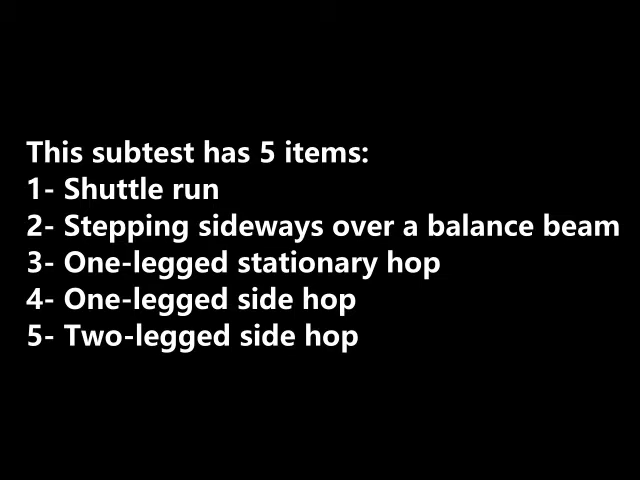 This subtest has 5 items:
1- Shuttle run
2- Stepping sideways over a balance beam
3- One-legged stationary hop
4- One-legged side hop
5- Two-legged side hop